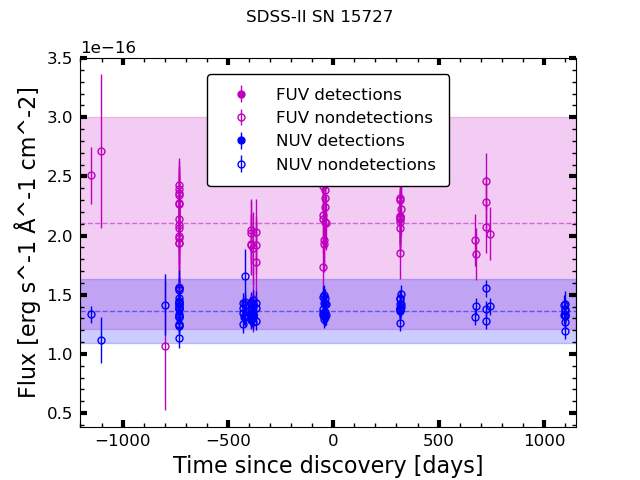 SDSS-II SN 15727
1e−16
3.5
3.0
2.5
2.0
1.5
1.0
0.5
Flux [erg s^-1 Å^-1 cm^-2]
FUV detections
FUV nondetections
NUV detections
NUV nondetections
−1000
−500
0
500
1000
Time since discovery [days]